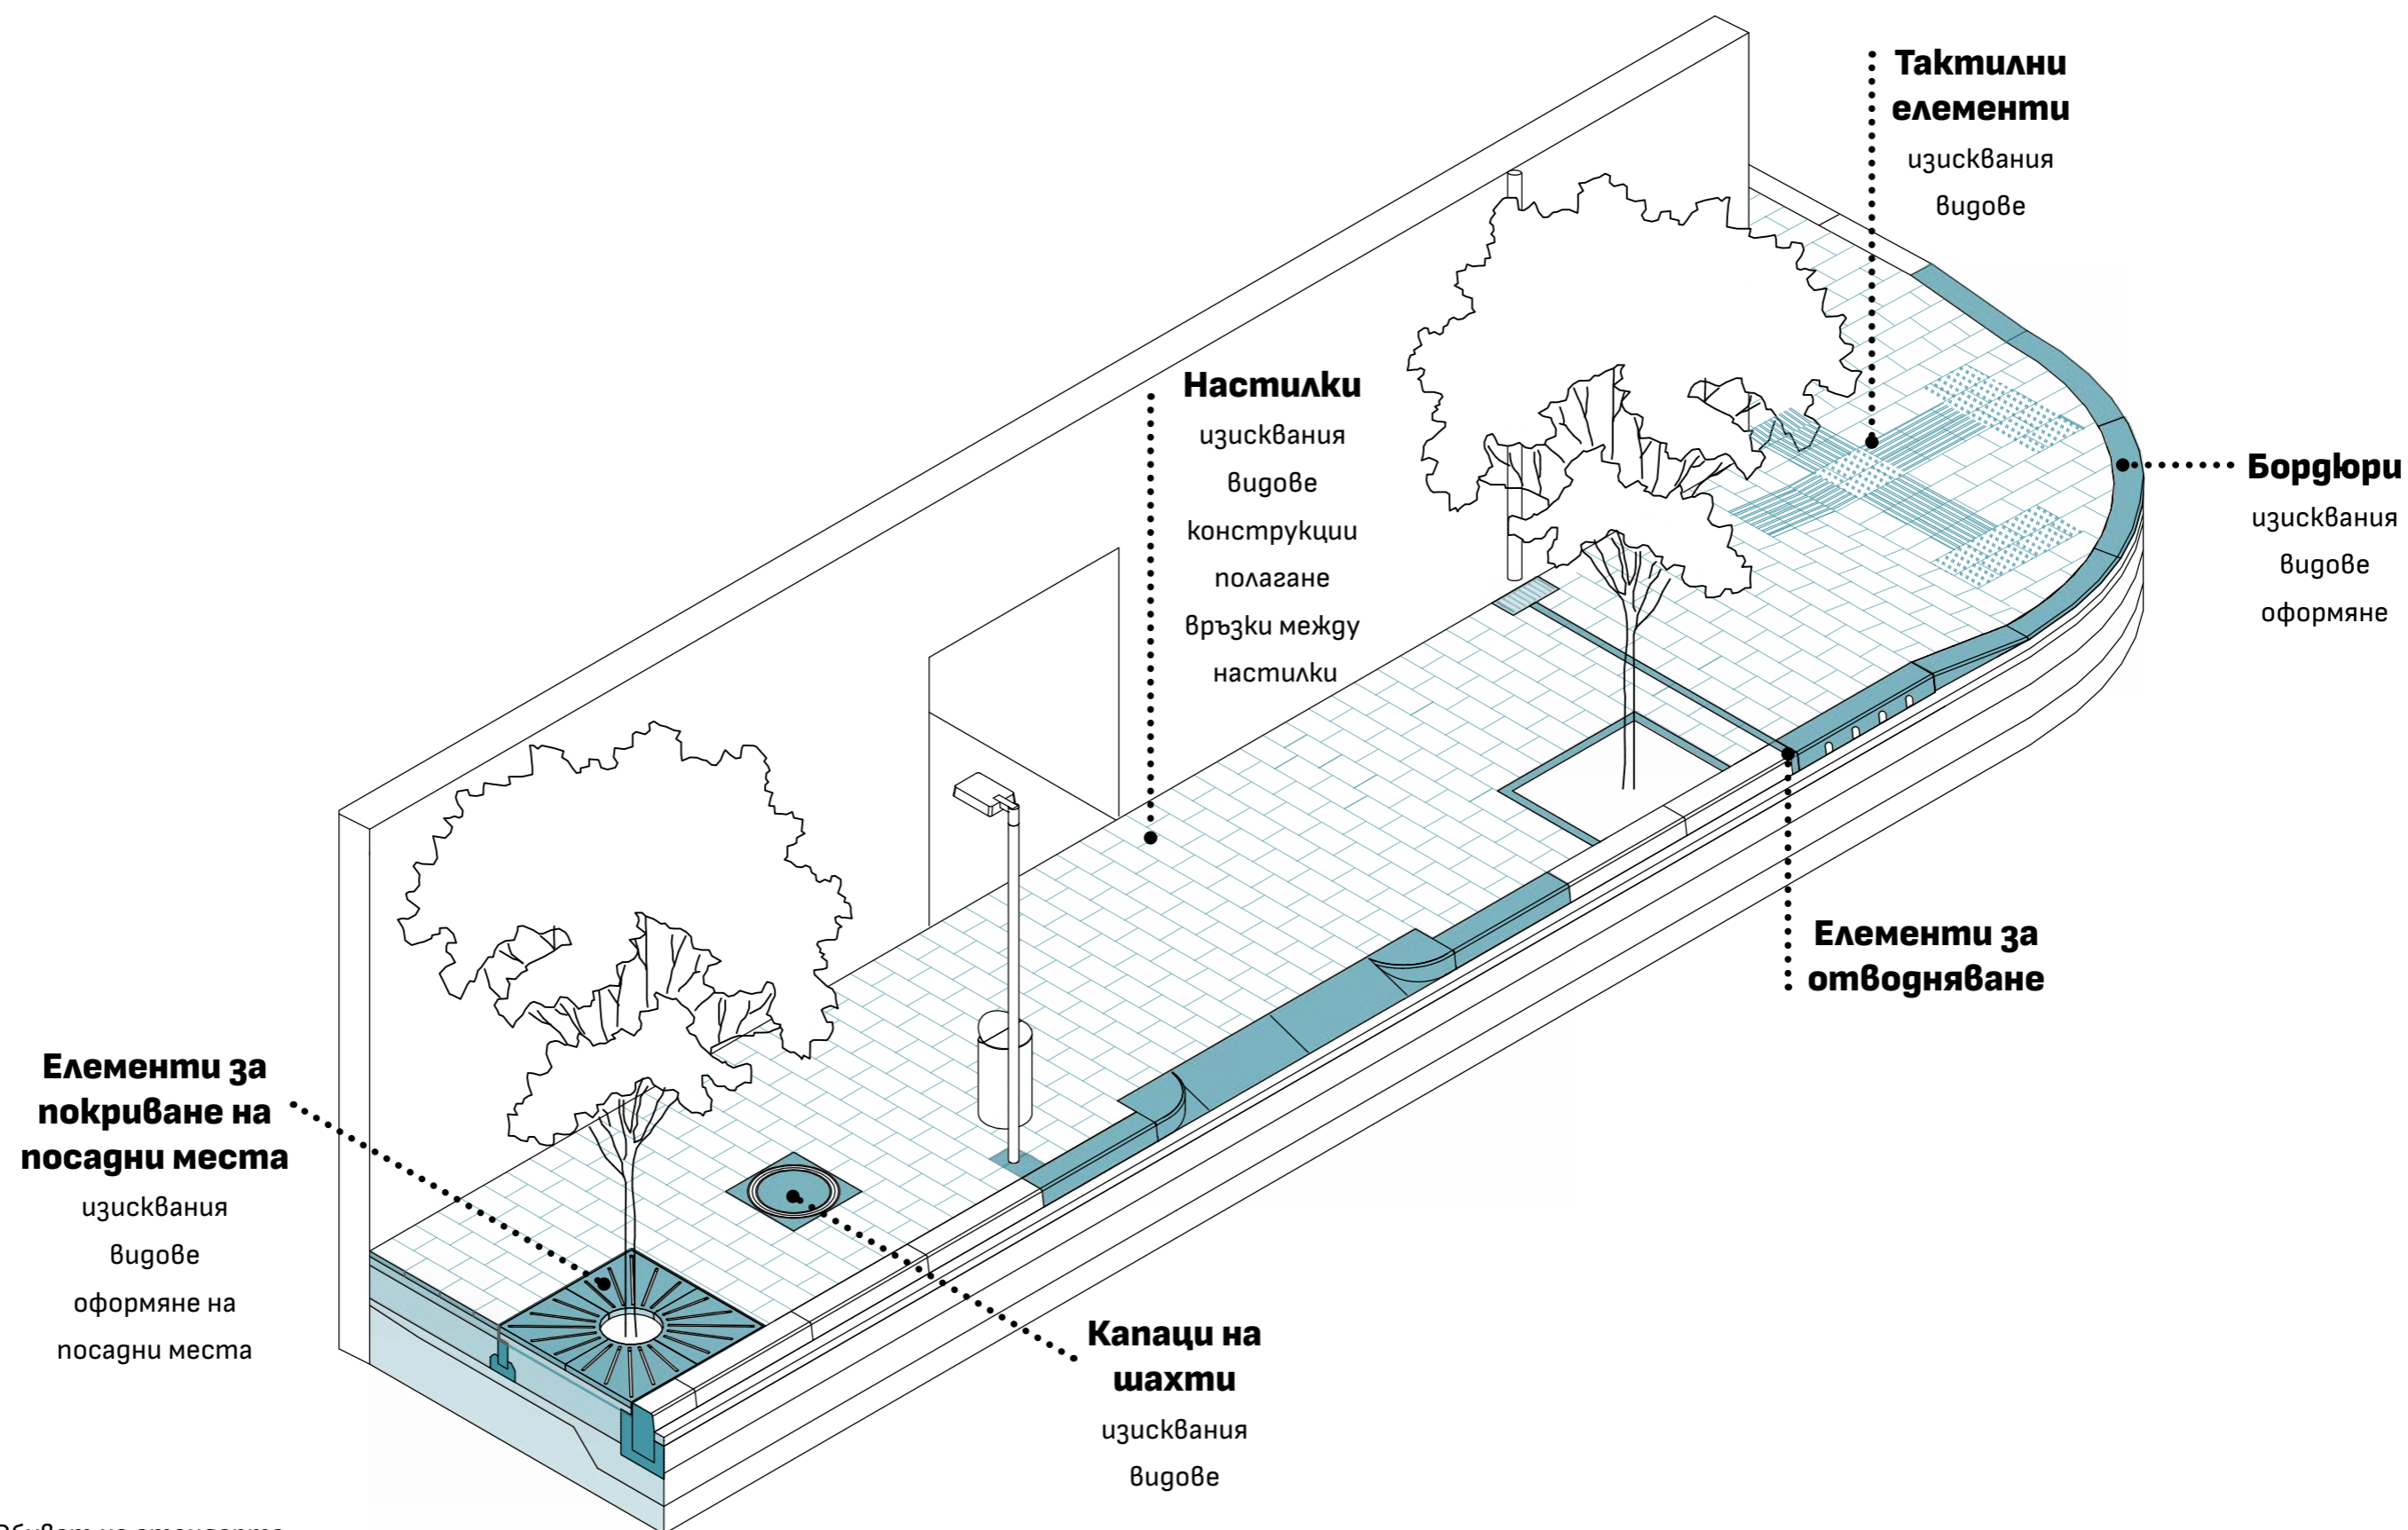 Тактилни
елементи
изисквания
видове
Настилки
изисквания
видове
конструкции
полагане
връзки между
настилки
Бордюри
изисквания
видове
оформяне
Елементи за
отводняване
Елементи за
покриване на
посадни места
изисквания
видове
оформяне на
посадни места
Капаци на
шахти
изисквания
видове